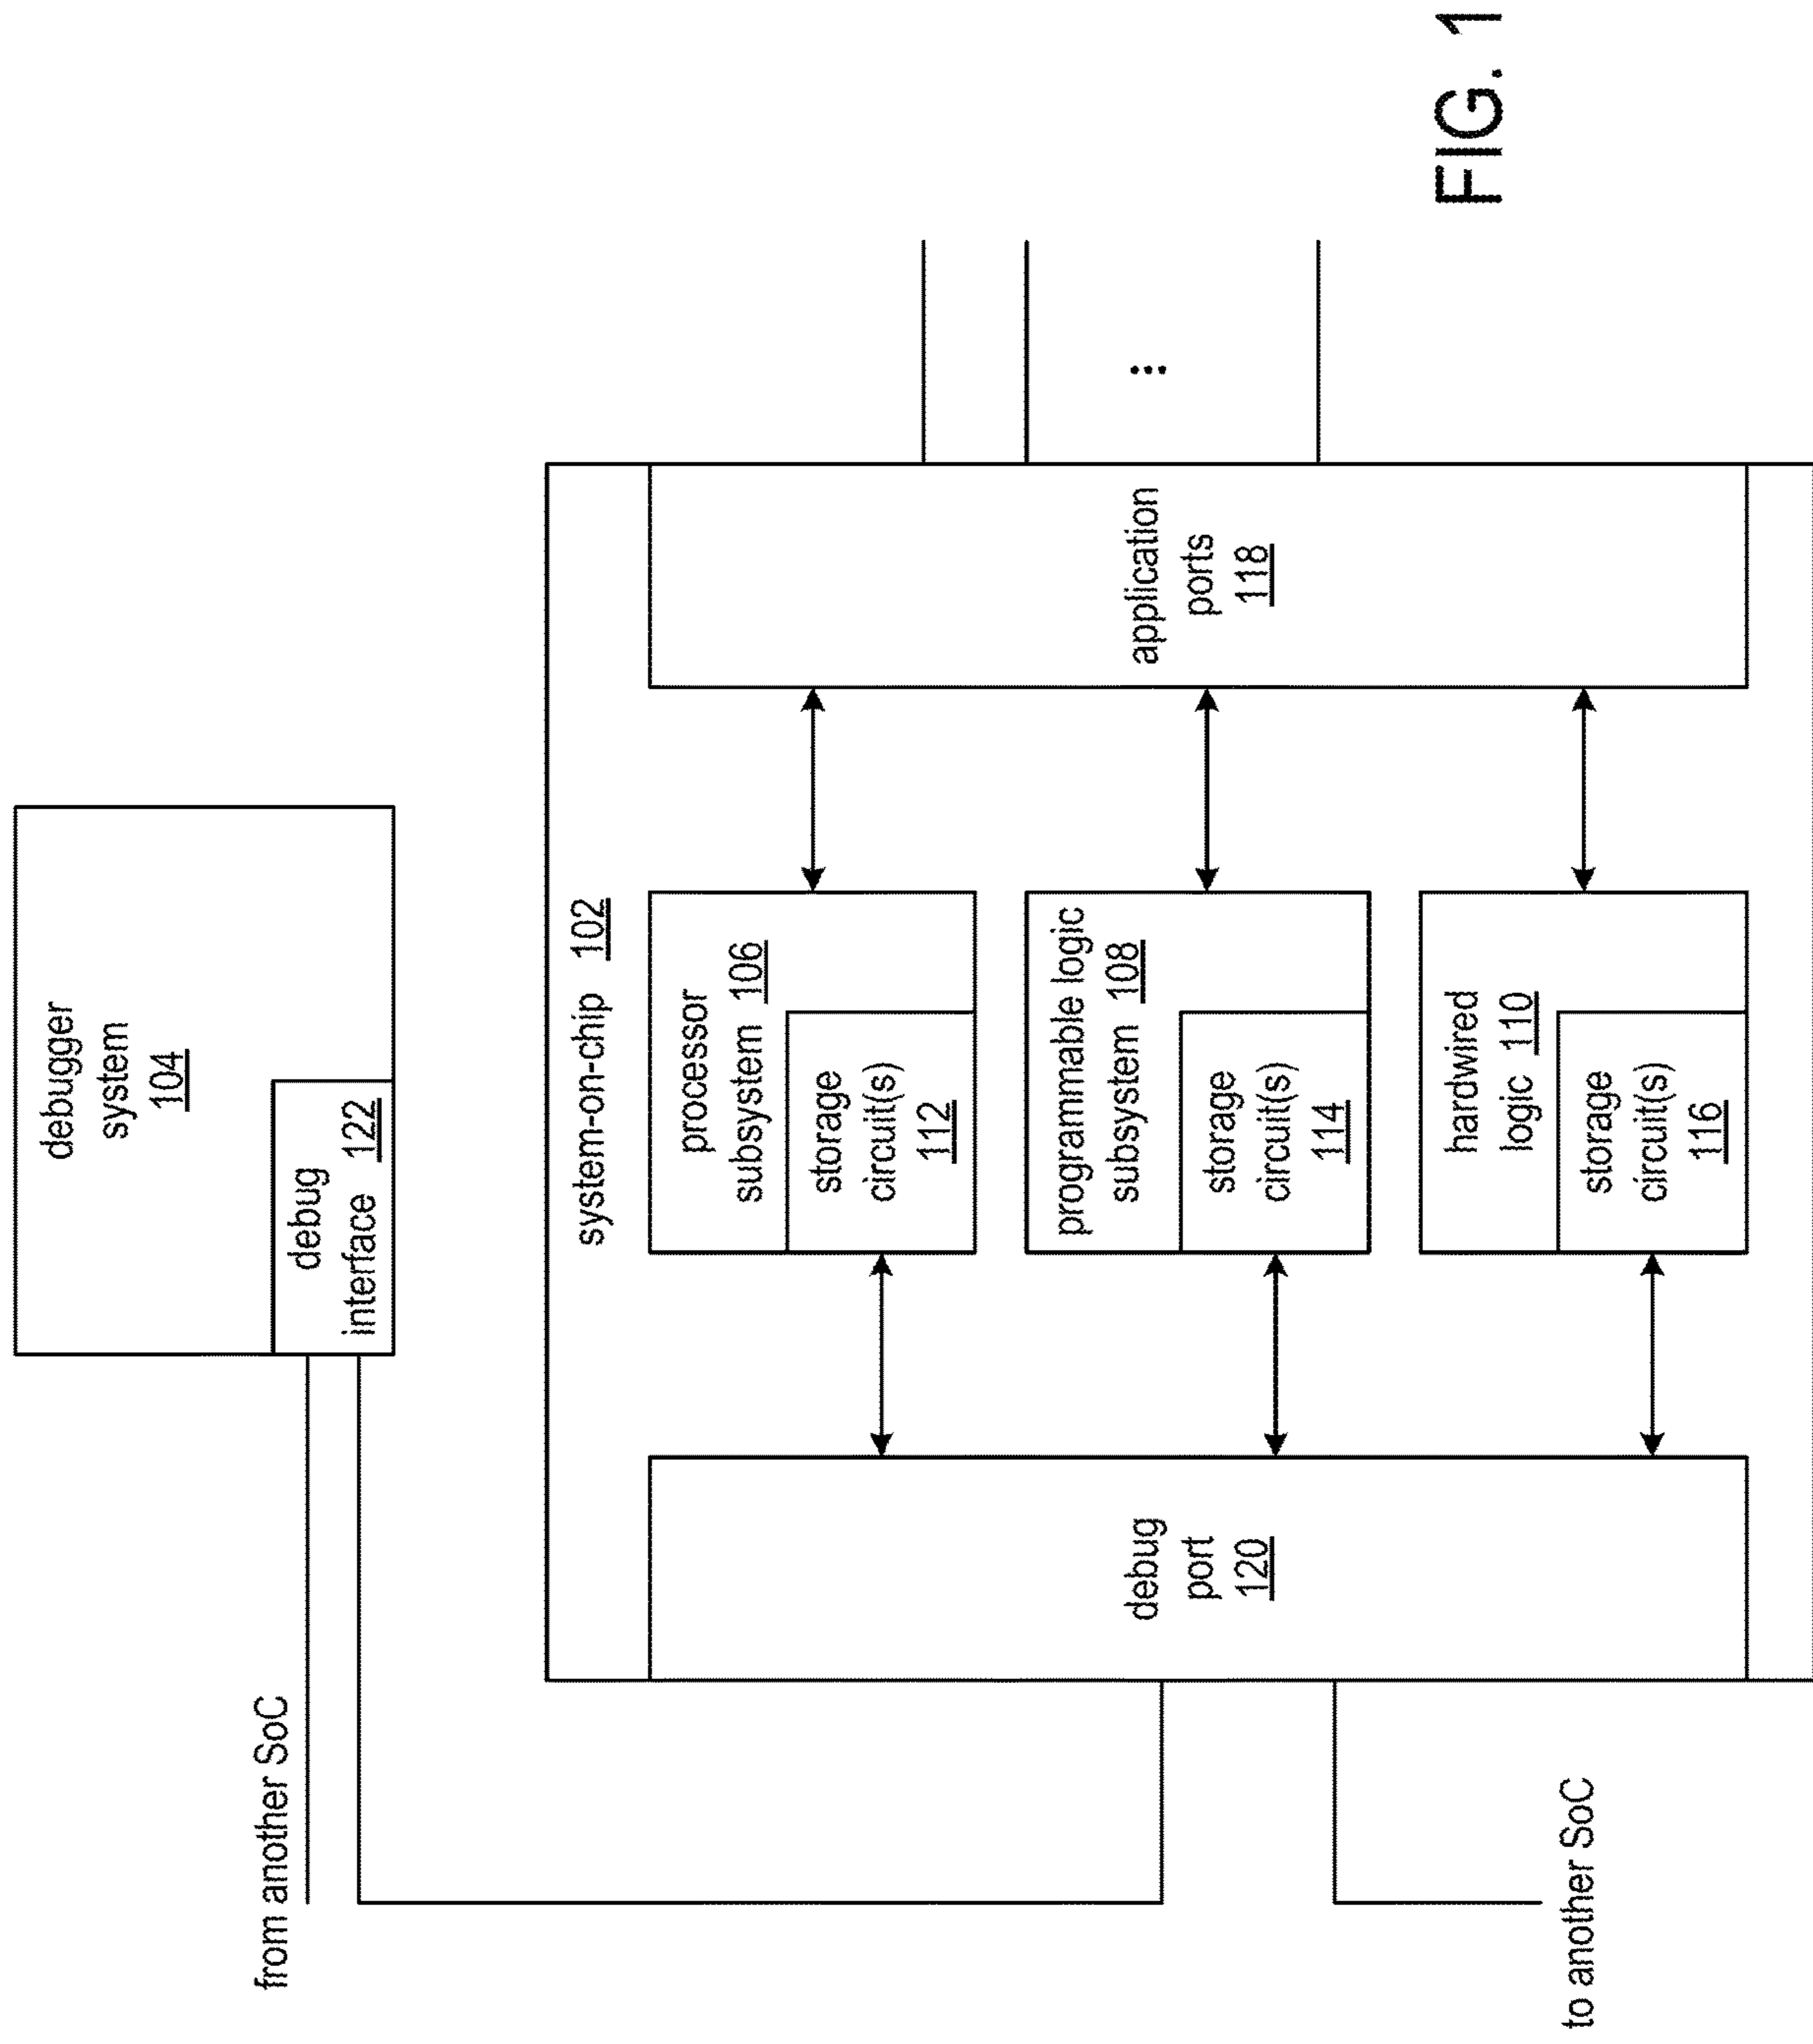 debugger
system
104
debug
interface 122
from another SoC
system-on-chip 102
processor
subsystem 106
storage
circuit(s)
112
programmable logic
subsystem 108
storage
circuit(s)
114
hardwired
logic 110
storage
circuit(s)
116
debug
port
120
application
ports
118
...
to another SoC
FIG. 1